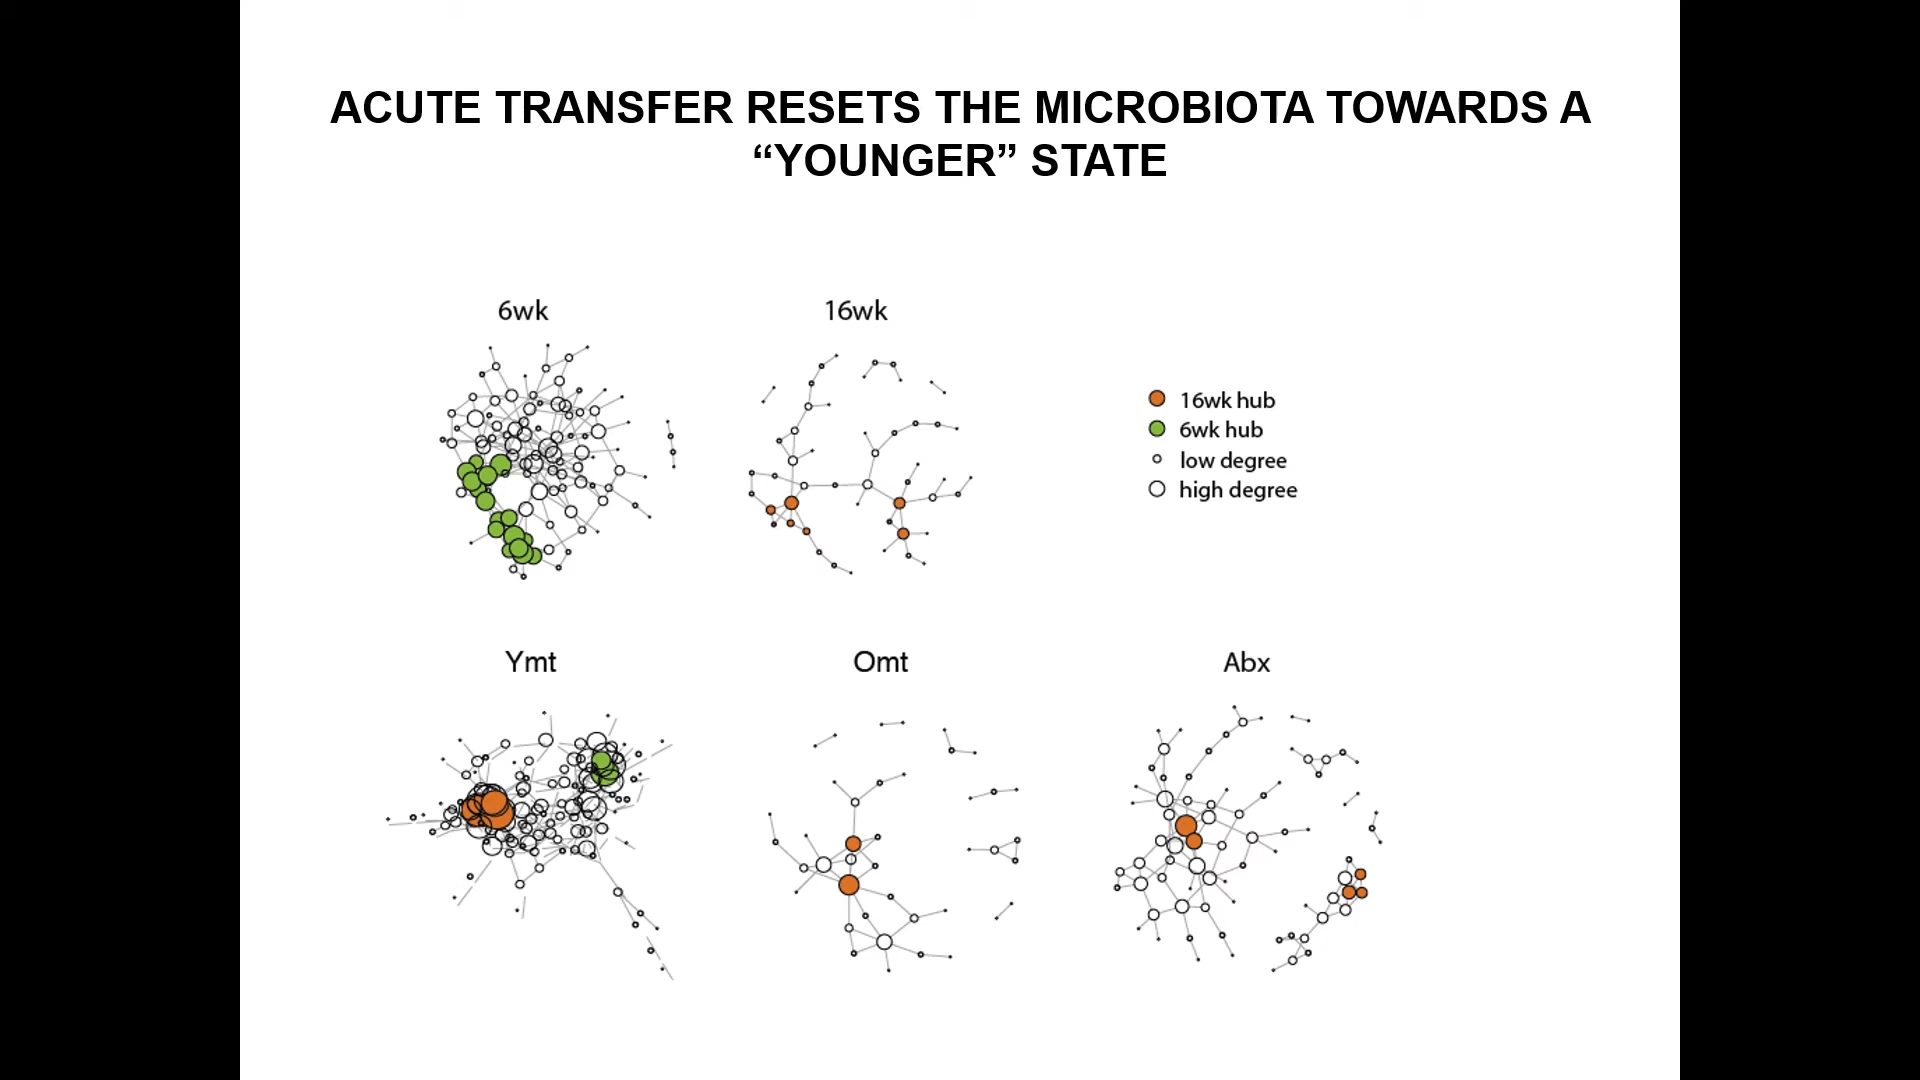 ACUTE TRANSFER RESETS THE MICROBIOTA TOWARDS A
“YOUNGER” STATE
6wk
16wk
16wk hub
6wk hub
low degree
high degree
Ymt
Omt
Abx